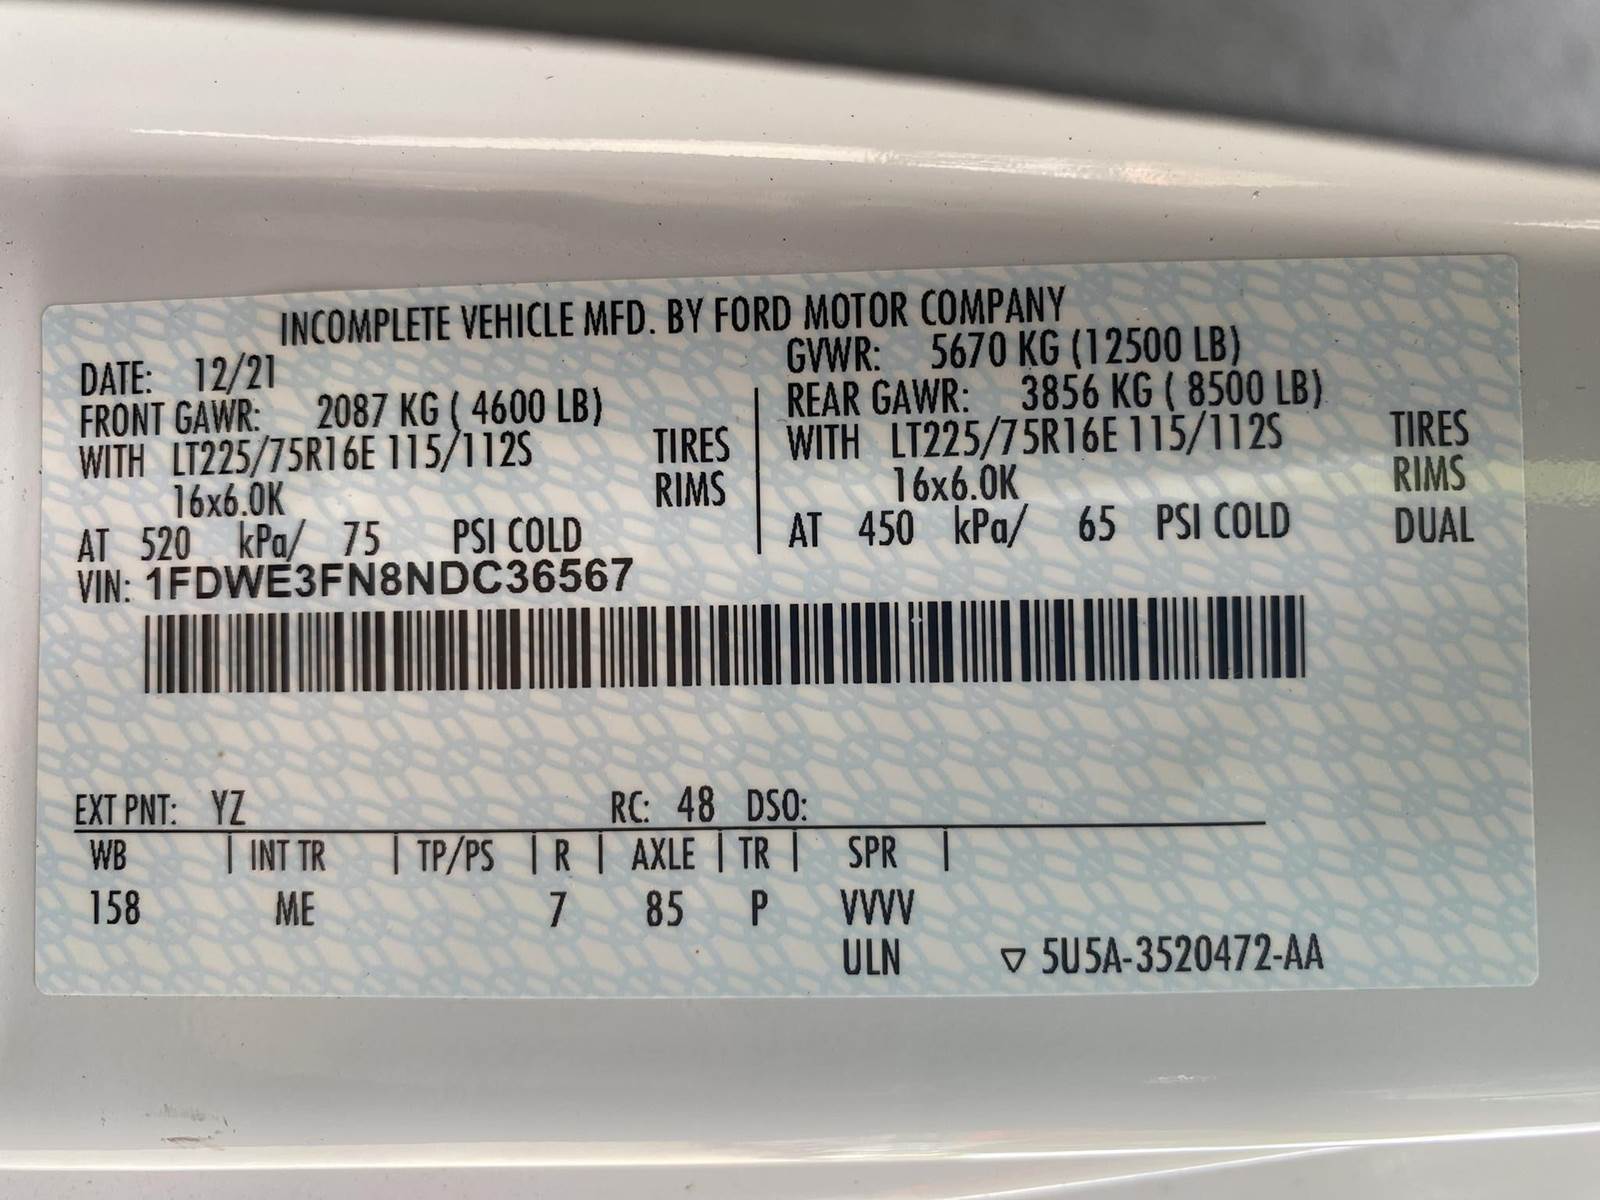 INCOMPLETE VEHICLE MFD. BY FORD MOTOR COMPANY
DATE: 12/21
GVWR: 5670 KG (12500 LB)
FRONT GAWR: 2087 KG ( 4600 LB)
WITH LT225/75R16E 115/112S TIRES
16x6.0K RIMS
AT 520 kPa/ 75 PSI COLD
REAR GAWR: 3856 KG ( 8500 LB)
WITH LT225/75R16E 115/112S TIRES
16x6.0K RIMS
AT 450 kPa/ 65 PSI COLD DUAL
VIN: 1FDWE3FN8NDC36567
EXT PNT: YZ RC: 48 DSO:
WB | INT TR | TP/PS | R | AXLE | TR | SPR |
158 ME 7 85 P VVVV
ULN ▽ 5U5A-3520472-AA